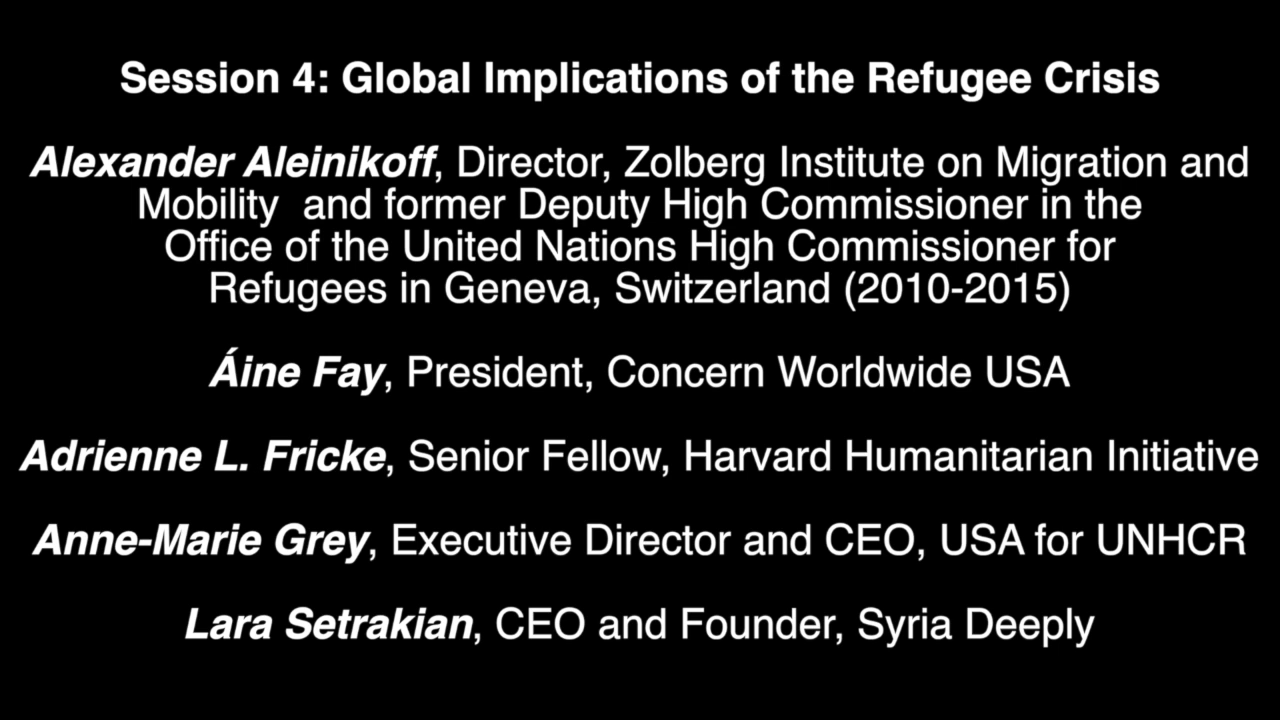 Session 4: Global Implications of the Refugee Crisis
Alexander Aleinikoff, Director, Zolberg Institute on Migration and
Mobility  and former Deputy High Commissioner in the
Office of the United Nations High Commissioner for
Refugees in Geneva, Switzerland (2010-2015)
Áine Fay, President, Concern Worldwide USA
Adrienne L. Fricke, Senior Fellow, Harvard Humanitarian Initiative
Anne-Marie Grey, Executive Director and CEO, USA for UNHCR
Lara Setrakian, CEO and Founder, Syria Deeply